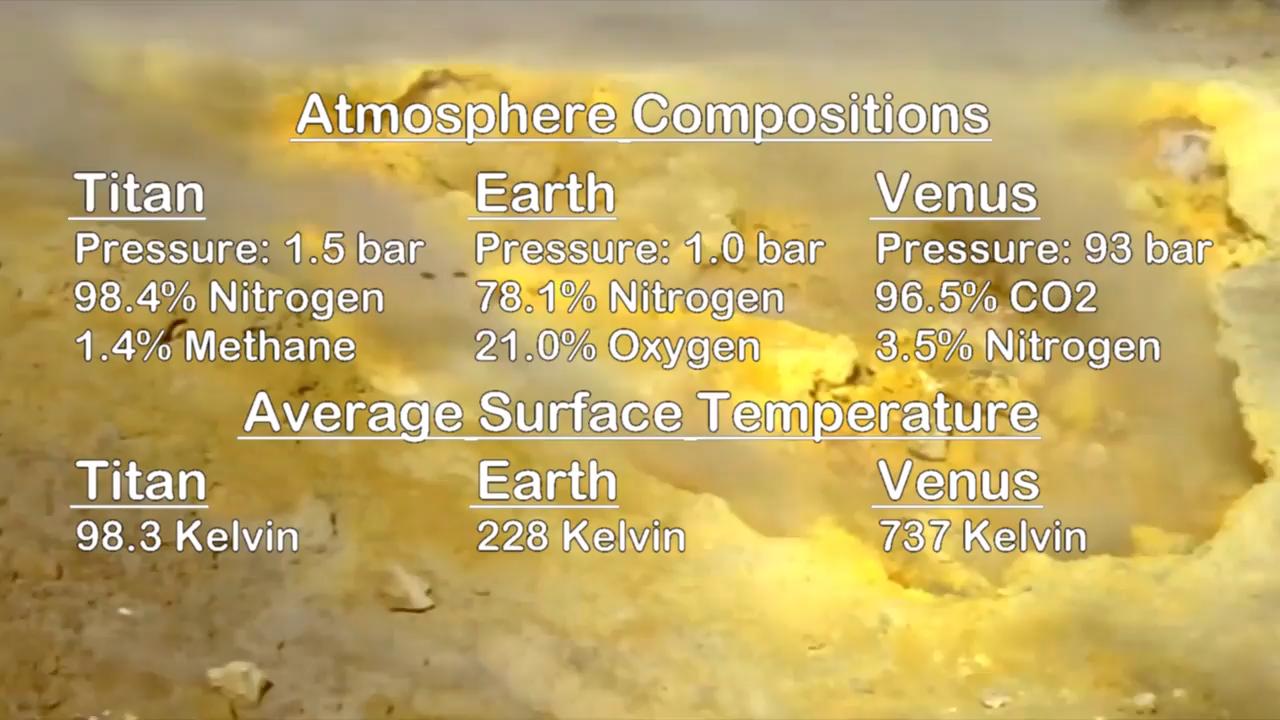 Atmosphere Compositions
Titan
Pressure: 1.5 bar
98.4% Nitrogen
1.4% Methane
Earth
Pressure: 1.0 bar
78.1% Nitrogen
21.0% Oxygen
Venus
Pressure: 93 bar
96.5% CO2
3.5% Nitrogen
Average Surface Temperature
Titan
98.3 Kelvin
Earth
228 Kelvin
Venus
737 Kelvin